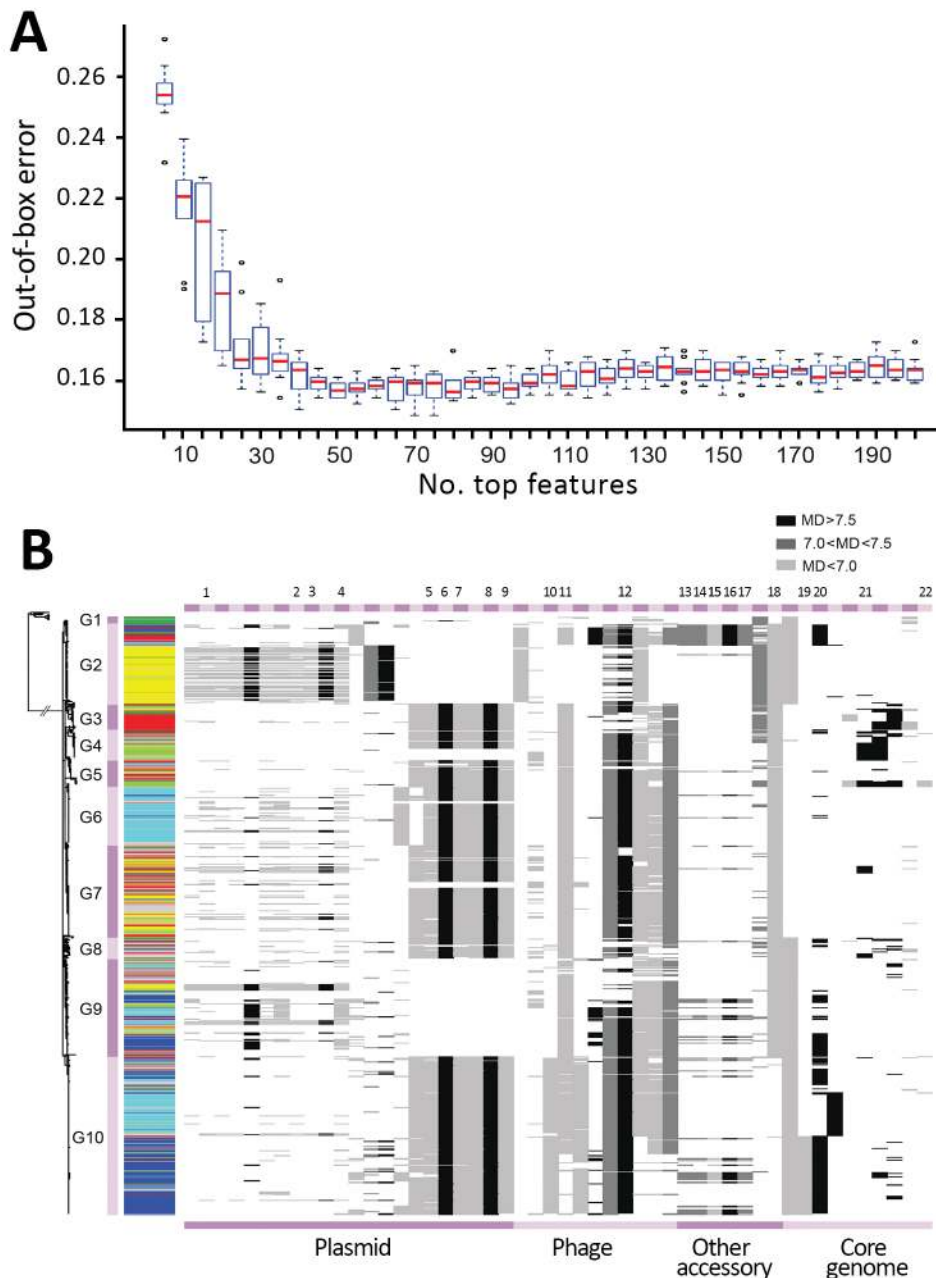 A
Out-of-box error
0.26
0.24
0.22
0.20
0.18
0.16
10 30 50 70 90 110 130 150 170 190
No. top features
B
MD>7.5
7.0<MD<7.5
MD<7.0
1 2 3 4 5 6 7 8 9 10 11 12 13 14 15 16 17 18 19 20 21 22
G1
G2
G3
G4
G5
G6
G7
G8
G9
G10
Plasmid Phage Other accessory Core genome